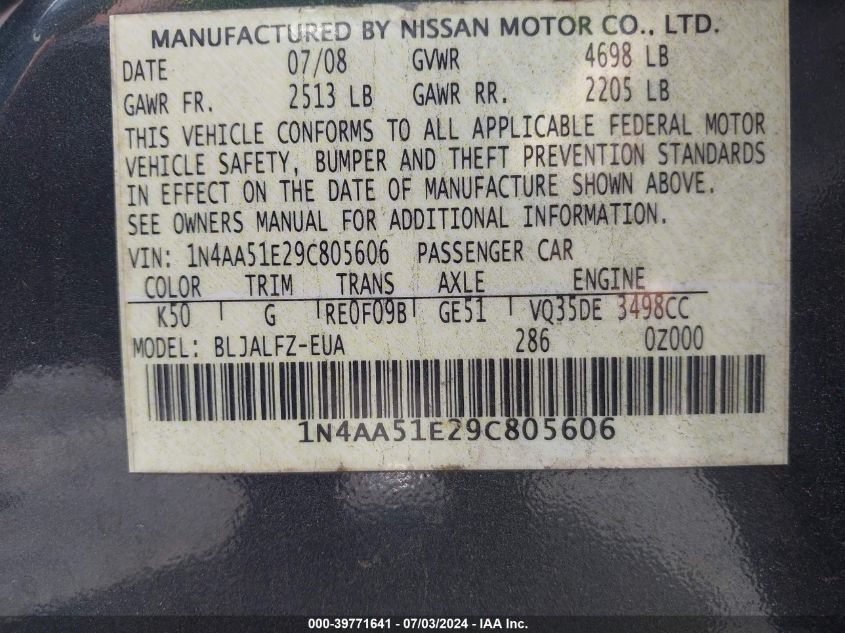 MANUFACTURED BY NISSAN MOTOR CO., LTD.
DATE 07/08 GVWR 4698 LB
GAWR FR. 2513 LB GAWR RR. 2205 LB
THIS VEHICLE CONFORMS TO ALL APPLICABLE FEDERAL MOTOR
VEHICLE SAFETY, BUMPER AND THEFT PREVENTION STANDARDS
IN EFFECT ON THE DATE OF MANUFACTURE SHOWN ABOVE.
SEE OWNERS MANUAL FOR ADDITIONAL INFORMATION.
VIN: 1N4AA51E29C805606 PASSENGER CAR
COLOR TRIM TRANS AXLE ENGINE
K50 G RE0F09B GE51 VQ35DE 3498CC
MODEL: BLJALFZ-EUA 286 0Z000
1N4AA51E29C805606
000-39771641 / 07/03/2024 - IAA Inc.